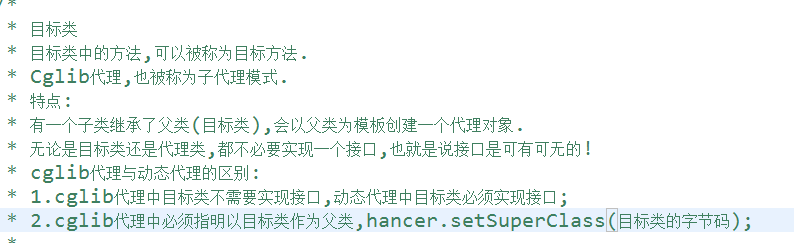 /*
* 目标类
* 目标类中的方法,可以被称为目标方法.
* Cglib代理,也被称为子代理模式.
* 特点:
* 有一个子类继承了父类(目标类),会以父类为模板创建一个代理对象.
* 无论是目标类还是代理类,都不必要实现一个接口,也就是说接口是可有可无的!
* cglib代理与动态代理的区别:
* 1.cglib代理中目标类不需要实现接口,动态代理中目标类必须实现接口;
* 2.cglib代理中必须指明以目标类作为父类,hancer.setSuperClass(目标类的字节码);
*